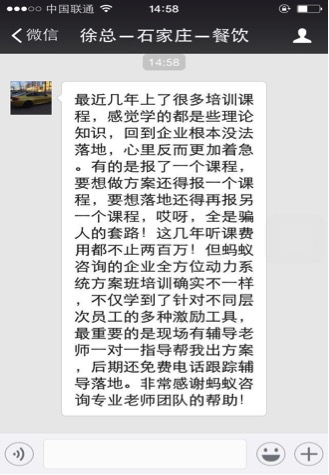 中国联通 14:58
微信 徐总—石家庄—餐饮
14:58
最近几年上了很多培训课
程，感觉学的都是些理论
知识，回到企业根本没法
落地，心里反而更加着急
。有的是报了一个课程，
要想做方案还得报一个课
程，要想落地还得再报另
一个课程，哎呀，全是骗
人的套路！这几年听课费
用都不止两百万！但蚂蚁
咨询的企业全方位动力系
统方案班培训确实不一样
，不仅学到了针对不同层
次员工的多种激励工具，
最重要的是现场有辅导老
师一对一指导帮我出方案
，后期还免费电话跟踪辅
导落地。非常感谢蚂蚁咨
询专业老师团队的帮助！